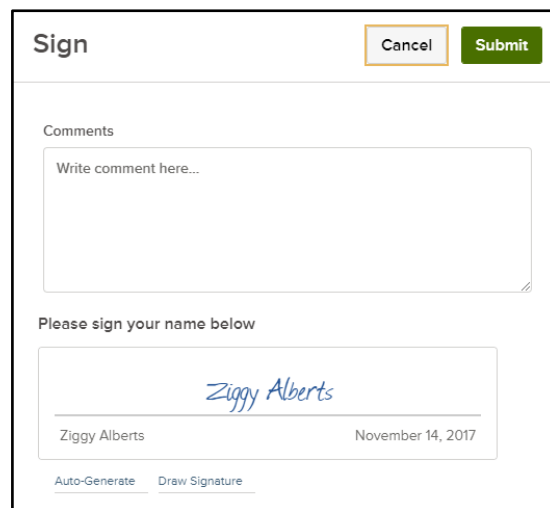 Sign Cancel Submit
Comments
Write comment here...
Please sign your name below
Ziggy Alberts
Ziggy Alberts November 14, 2017
Auto-Generate Draw Signature